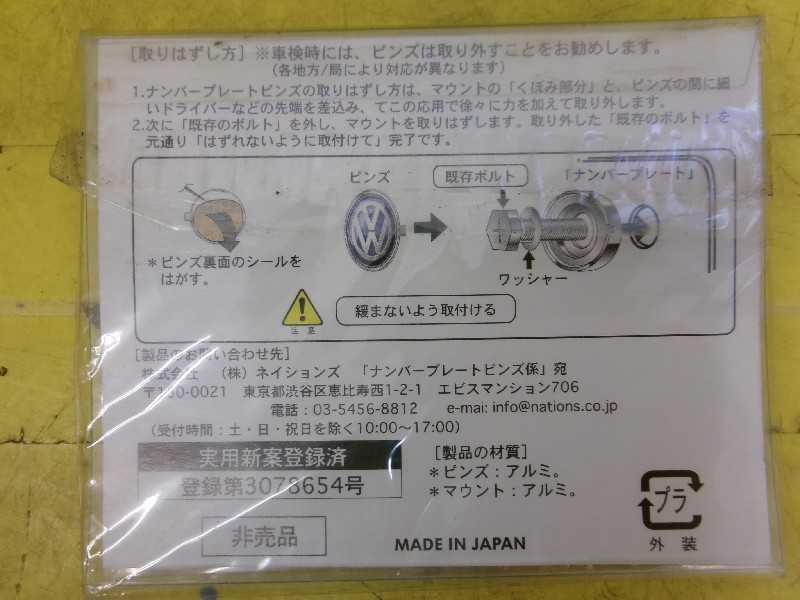 [取りはずし方] ※車検時には、ピンズは取り外すことをお勧めします。
（各地方/局により対応が異なります）
1.ナンバープレートピンズの取りはずし方は、マウントの「くぼみ部分」と、ピンズの間に細
いドライバーなどの先端を差込み、てこの応用で徐々に力を加えて取り外します。
2.次に「既存のボルト」を外し、マウントを取りはずします。取り外した「既存のボルト」を
元通り「はずれないように取付けて」完了です。
ピンズ
既存ボルト
「ナンバープレート」
＊ピンズ裏面のシールを
はがす。
ワッシャー
注意
緩まないよう取付ける
[製品のお問い合わせ先]
株式会社 （株）ネイションズ 「ナンバープレートピンズ係」宛
〒150-0021 東京都渋谷区恵比寿西1-2-1 エビスマンション706
電話：03-5456-8812 e-mai: info@nations.co.jp
（受付時間：土・日・祝日を除く10:00〜17:00）
実用新案登録済
登録第3078654号
[製品の材質]
＊ピンズ：アルミ。
＊マウント：アルミ。
非売品
MADE IN JAPAN
プラ
外装